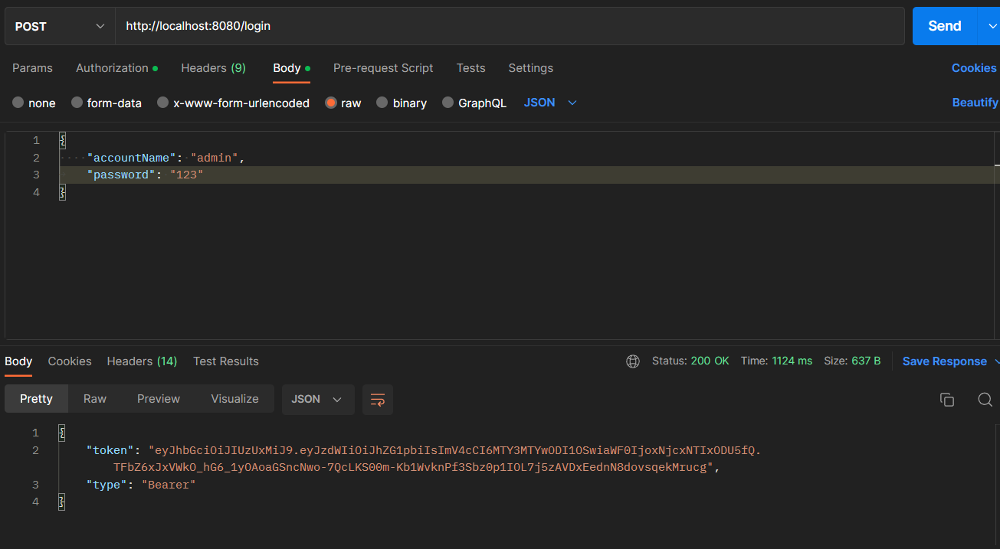 POST http://localhost:8080/login Send
Params Authorization Headers (9) Body Pre-request Script Tests Settings Cookies
none form-data x-www-form-urlencoded raw binary GraphQL JSON Beautify
1 {
2 "accountName": "admin",
3 "password": "123"
4 }
Body Cookies Headers (14) Test Results Status: 200 OK Time: 1124 ms Size: 637 B Save Response
Pretty Raw Preview Visualize JSON
1 {
2 "token": "eyJhbGciOiJIUzUxMiJ9.eyJzdWIiOiJhZG1pbiIsImV4cCI6MTY3MTYwODI1OSwiaWF0IjoxNjcxNTIxODU5fQ.
TFbZ6xJxVWkO_hG6_1yOAoaGSncNwo-7QcLKS00m-Kb1WvknPf3Sbz0p1IOL7j5zAVDxEednN8dovsqekMrucg",
3 "type": "Bearer"
4 }